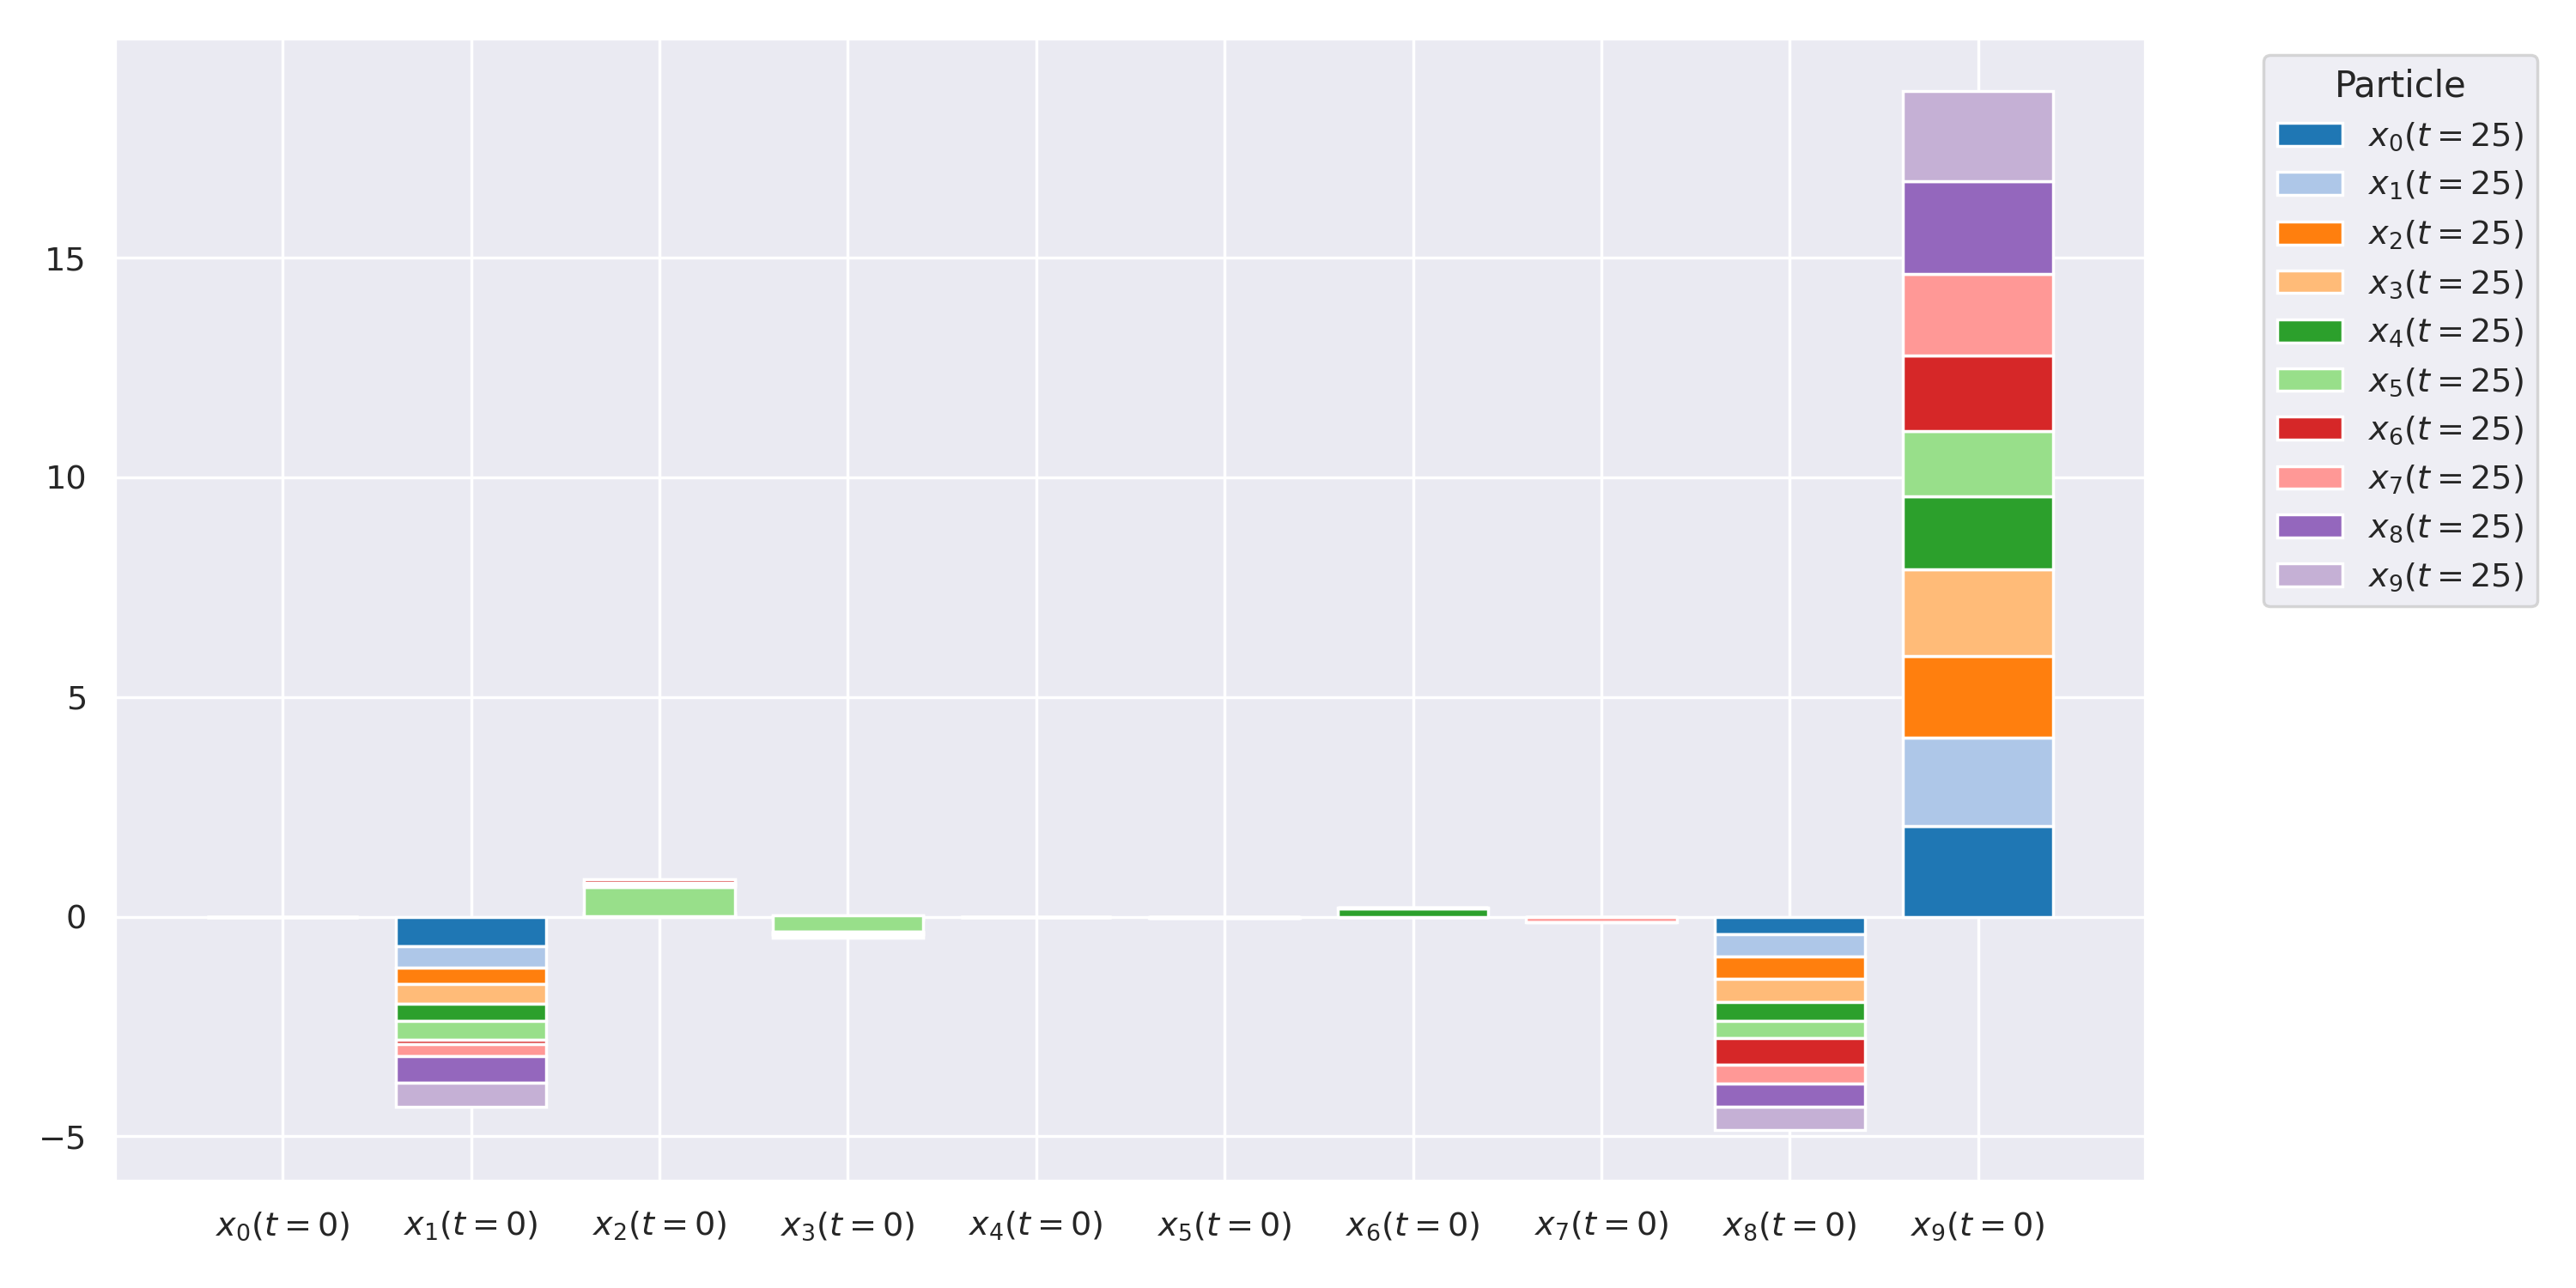 Particle
x₀(t = 25)
x₁(t = 25)
x₂(t = 25)
x₃(t = 25)
x₄(t = 25)
x₅(t = 25)
x₆(t = 25)
x₇(t = 25)
x₈(t = 25)
x₉(t = 25)
15
10
5
0
−5
x₀(t = 0) x₁(t = 0) x₂(t = 0) x₃(t = 0) x₄(t = 0) x₅(t = 0) x₆(t = 0) x₇(t = 0) x₈(t = 0) x₉(t = 0)